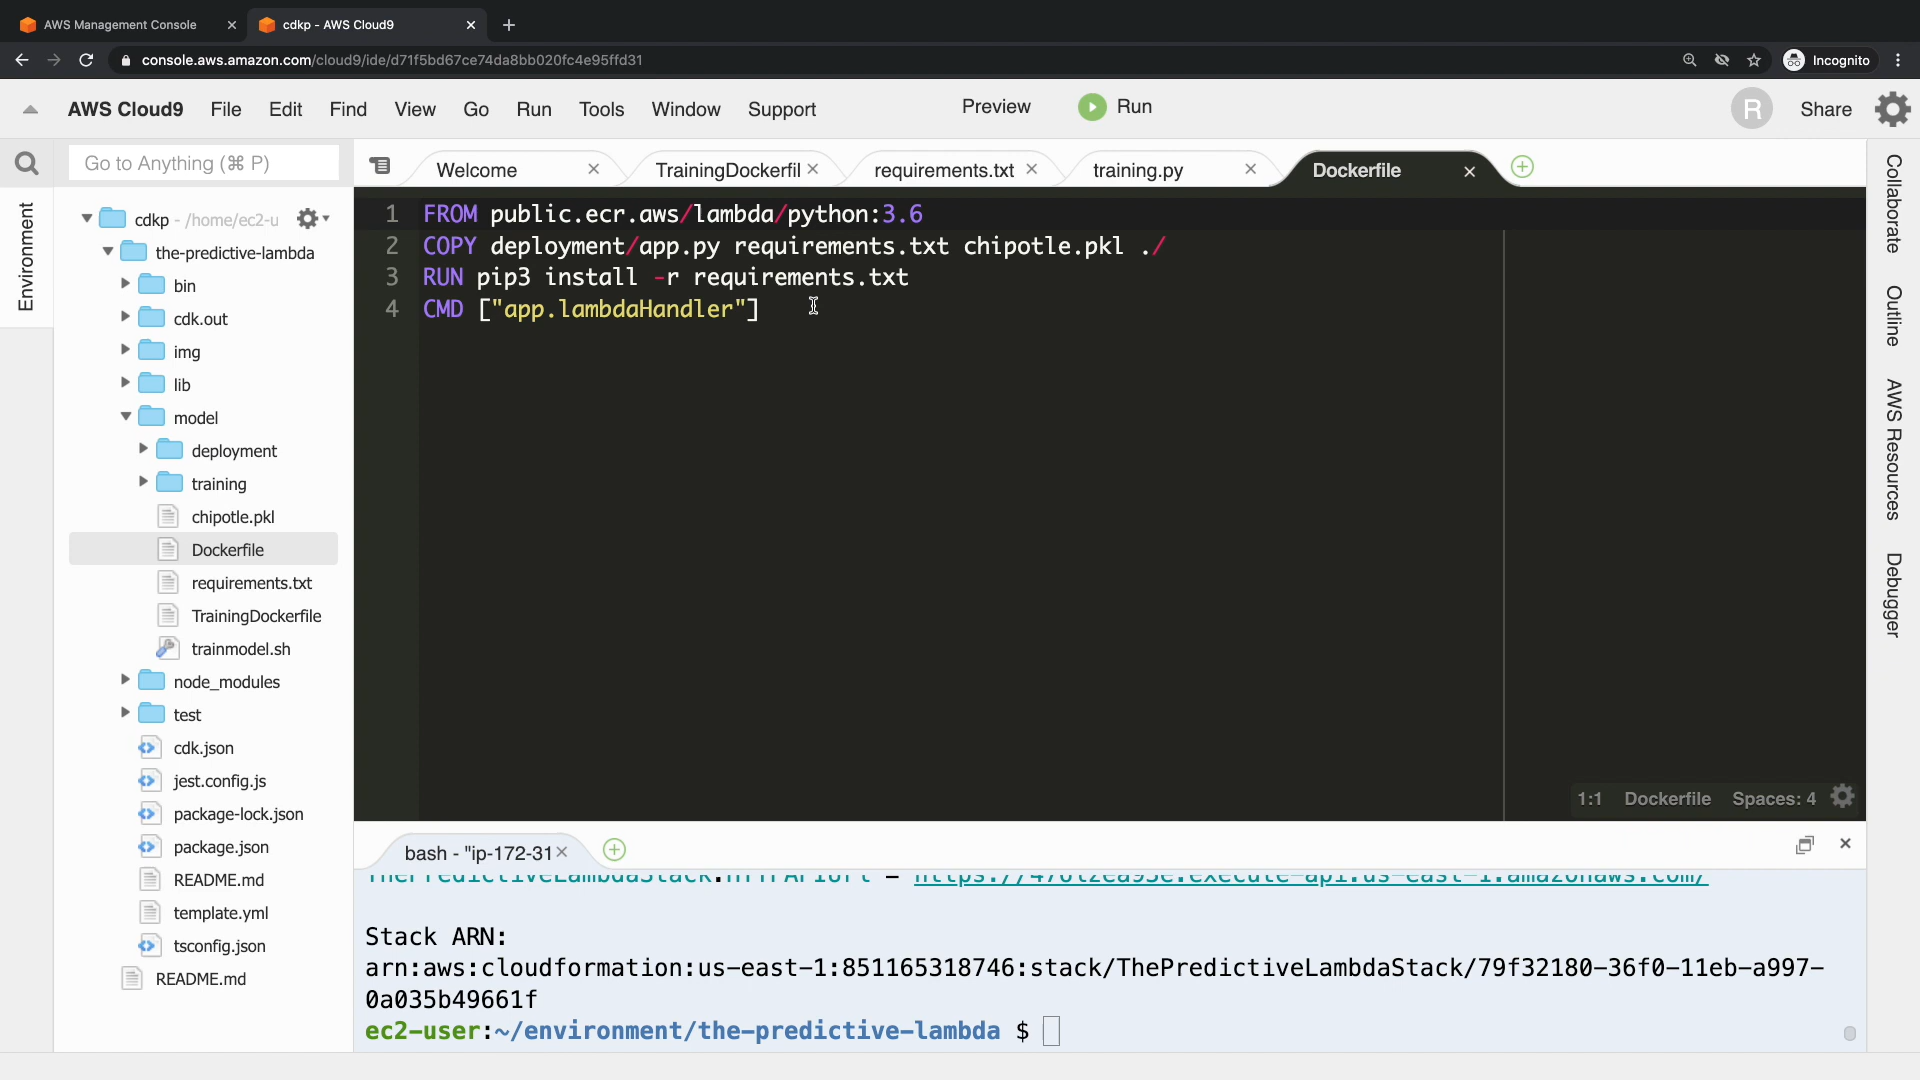 AWS Management Console
cdkp - AWS Cloud9
console.aws.amazon.com/cloud9/ide/d71f5bd67ce74da8bb020fc4e95ffd31
Incognito
AWS Cloud9 File Edit Find View Go Run Tools Window Support Preview Run
R Share
Go to Anything (⌘ P)
Welcome
TrainingDockerfil
requirements.txt
training.py
Dockerfile
Environment
cdkp - /home/ec2-u
the-predictive-lambda
bin
cdk.out
img
lib
model
deployment
training
chipotle.pkl
Dockerfile
requirements.txt
TrainingDockerfile
trainmodel.sh
node_modules
test
cdk.json
jest.config.js
package-lock.json
package.json
README.md
template.yml
tsconfig.json
README.md
1 FROM public.ecr.aws/lambda/python:3.6
2 COPY deployment/app.py requirements.txt chipotle.pkl ./
3 RUN pip3 install -r requirements.txt
4 CMD ["app.lambdaHandler"]
1:1 Dockerfile Spaces: 4
Collaborate
Outline
AWS Resources
Debugger
bash - "ip-172-31
Stack ARN:
arn:aws:cloudformation:us-east-1:851165318746:stack/ThePredictiveLambdaStack/79f32180-36f0-11eb-a997-
0a035b49661f
ec2-user:~/environment/the-predictive-lambda $